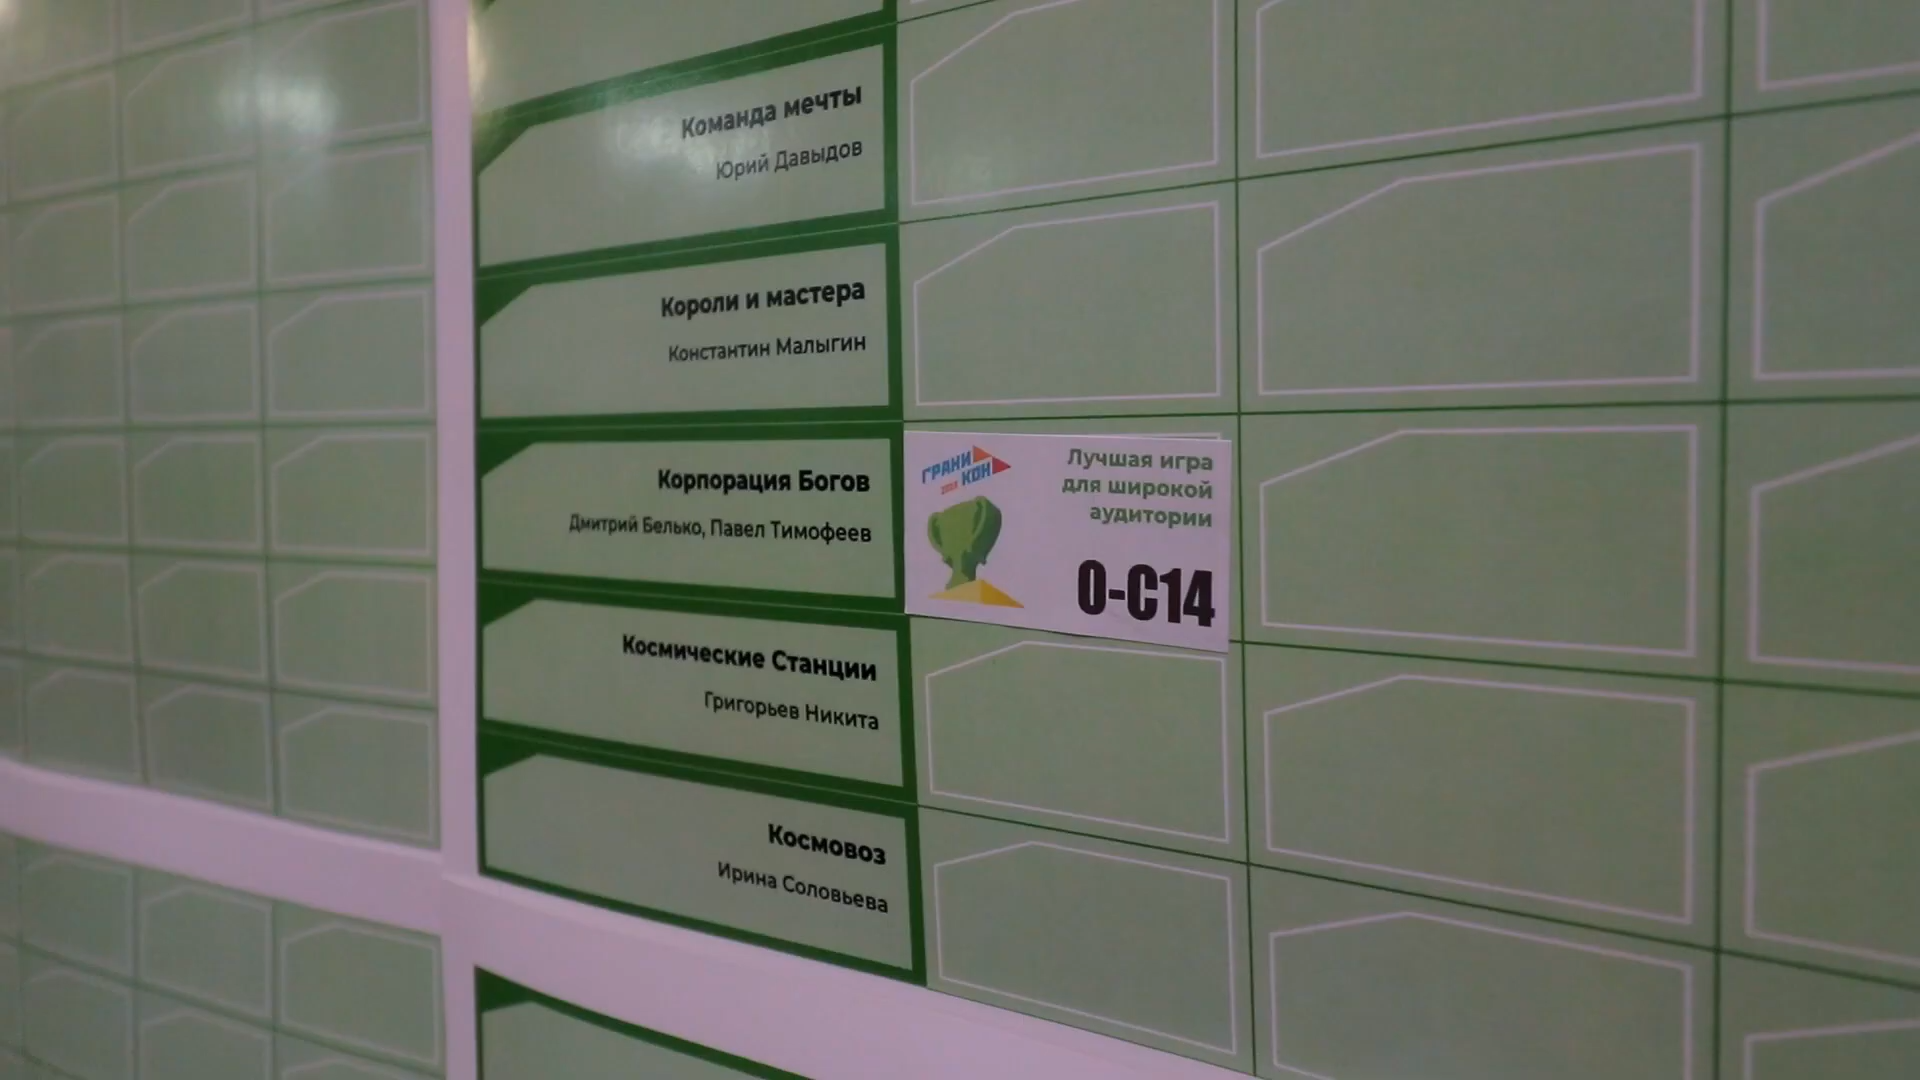 Команда мечты
Юрий Давыдов
Короли и мастера
Константин Малыгин
Корпорация Богов
Дмитрий Белько, Павел Тимофеев
ГРАНИ
КОН
Лучшая игра
для широкой
аудитории
О-С14
Космические Станции
Григорьев Никита
Космовоз
Ирина Соловьева